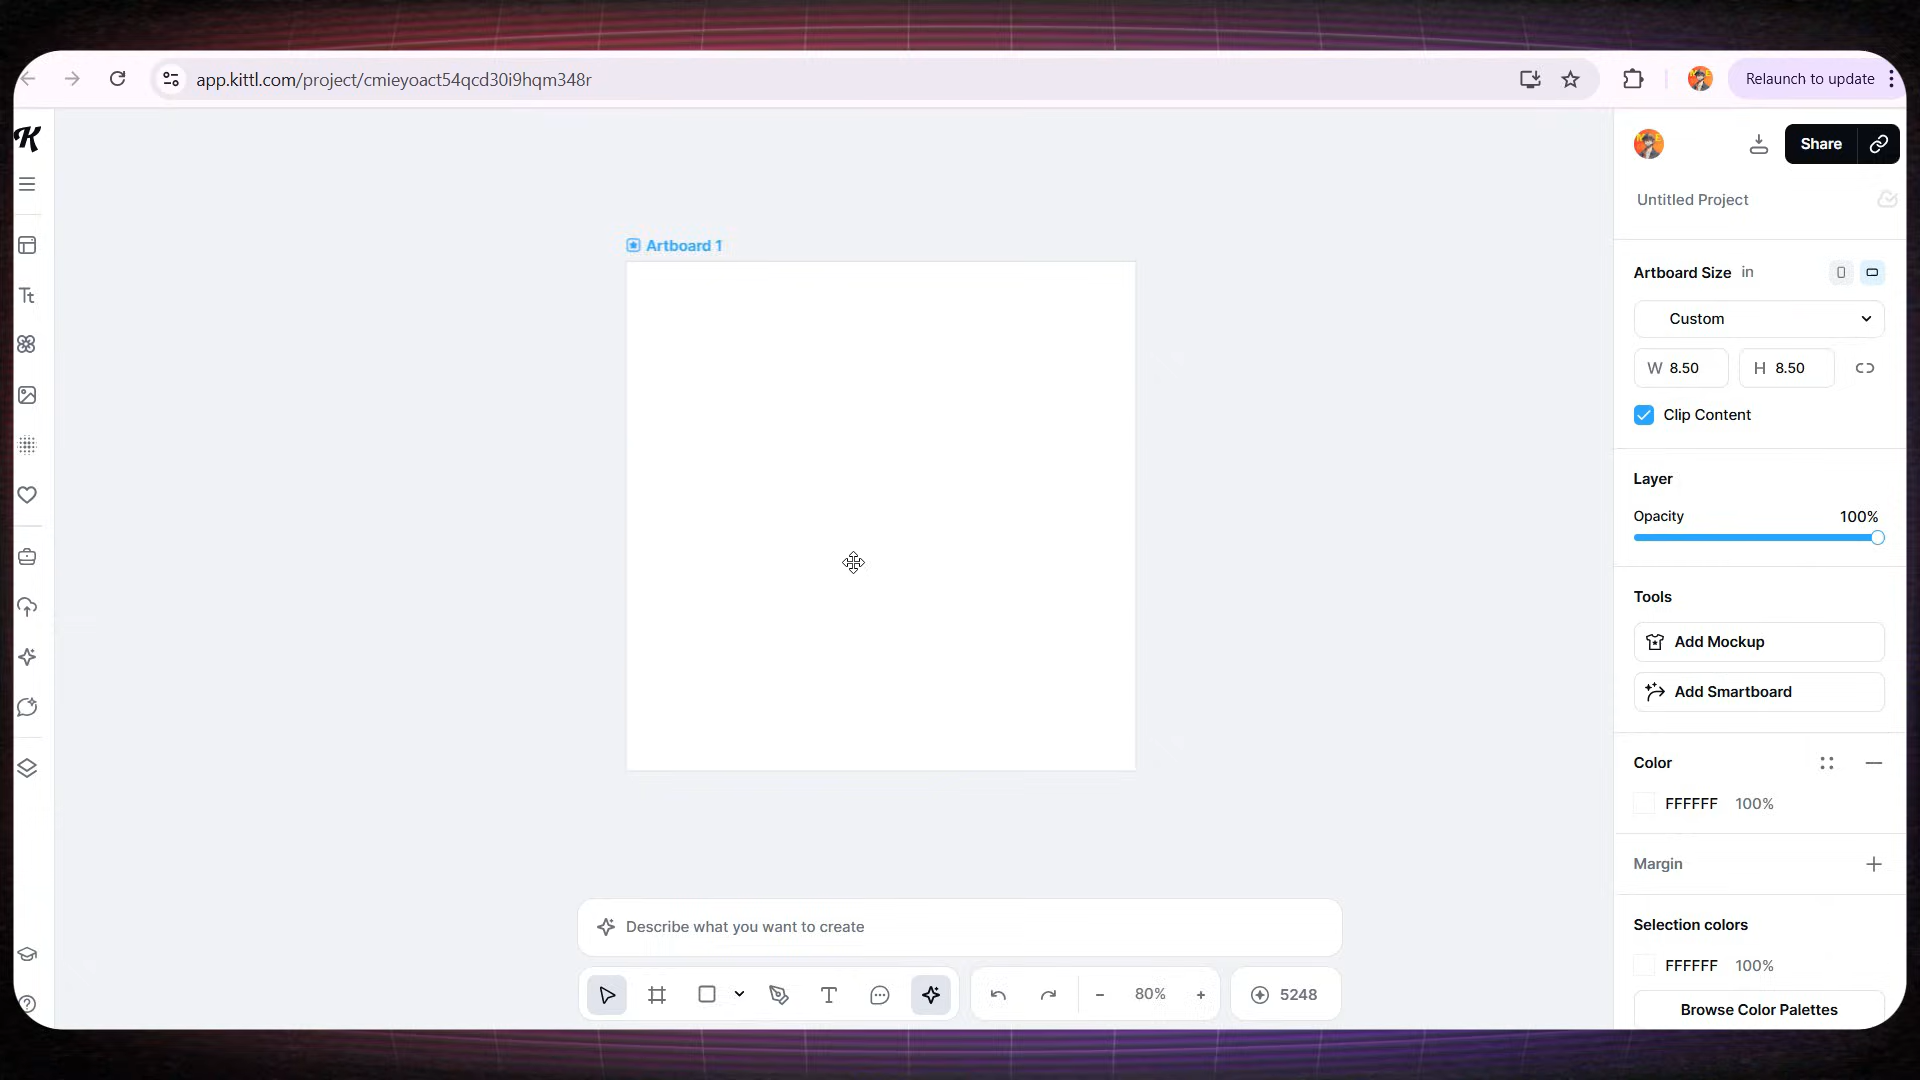 app.kittl.com/project/cmieyoact54qcd30i9hqm348r
Relaunch to update
K
Share
Untitled Project
Artboard 1
Artboard Size in
Custom
W 8.50 H 8.50
Clip Content
Layer
Opacity 100%
Tools
Add Mockup
Add Smartboard
Color
FFFFFF 100%
Margin
Selection colors
FFFFFF 100%
Browse Color Palettes
Tt
Describe what you want to create
80%
5248